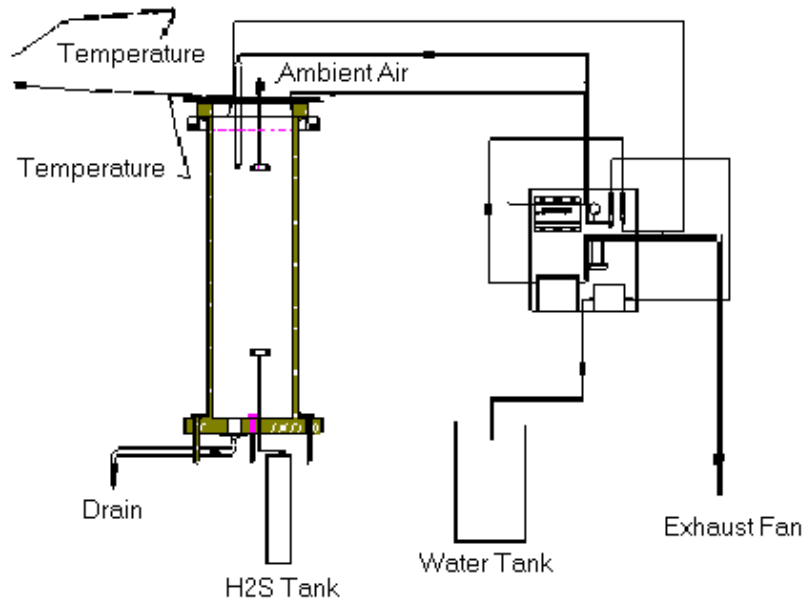 Temperature
Ambient Air
Temperature
Drain
H2S Tank
Water Tank
Exhaust Fan